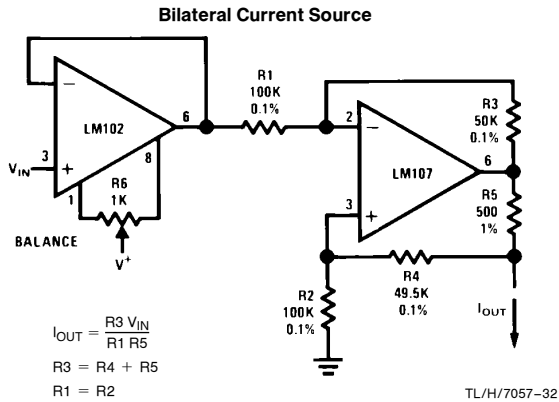 Bilateral Current Source
R1
100K
0.1%
R3
50K
0.1%
LM102
6
2
3
V_IN
8
1
R6
1K
BALANCE
V+
LM107
6
3
R5
500
1%
R4
49.5K
0.1%
R2
100K
0.1%
I_OUT
I_OUT = R3 V_IN / R1 R5
R3 = R4 + R5
R1 = R2
TL/H/7057–32